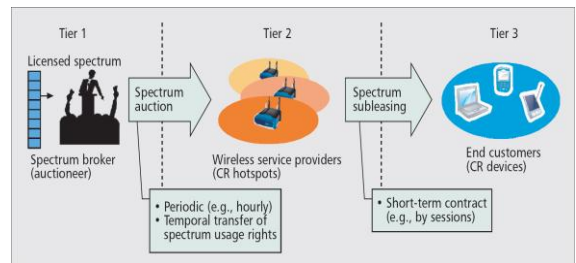 Tier 1
Tier 2
Tier 3
Licensed spectrum
Spectrum
auction
Spectrum
subleasing
Spectrum broker
(auctioneer)
Wireless service providers
(CR hotspots)
End customers
(CR devices)
• Periodic (e.g., hourly)
• Temporal transfer of
spectrum usage rights
• Short-term contract
(e.g., by sessions)